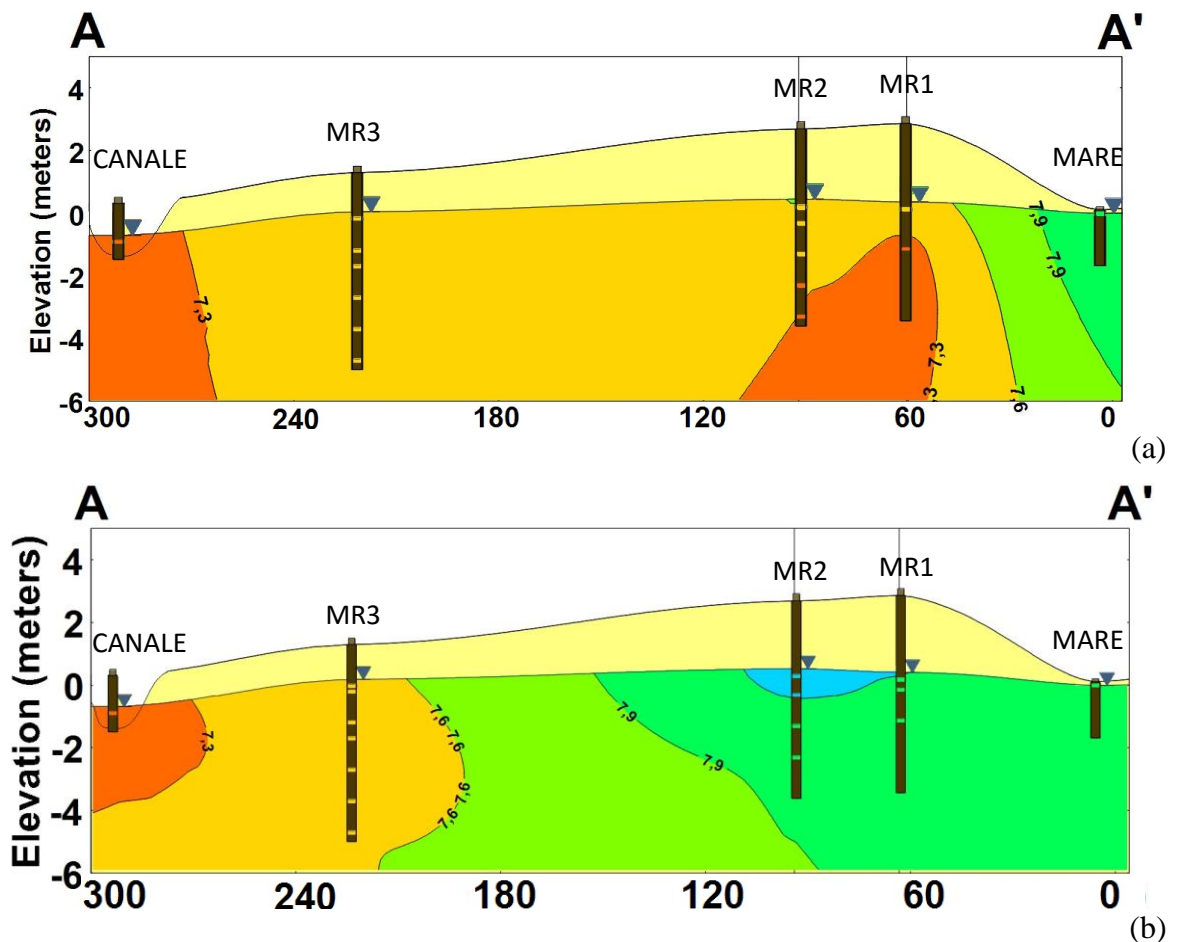 A A'
4
2
0
-2
-4
-6
Elevation (meters)
CANALE
MR3
MR2
MR1
MARE
7,3
7,3
,3
7,6
7,9
7,9
300 240 180 120 60 0
(a)
A A'
4
2
0
-2
-4
-6
Elevation (meters)
CANALE
MR3
MR2
MR1
MARE
7,3
7,6 7,6
7,6 7,6
7,9
7,9
300 240 180 120 60 0
(b)